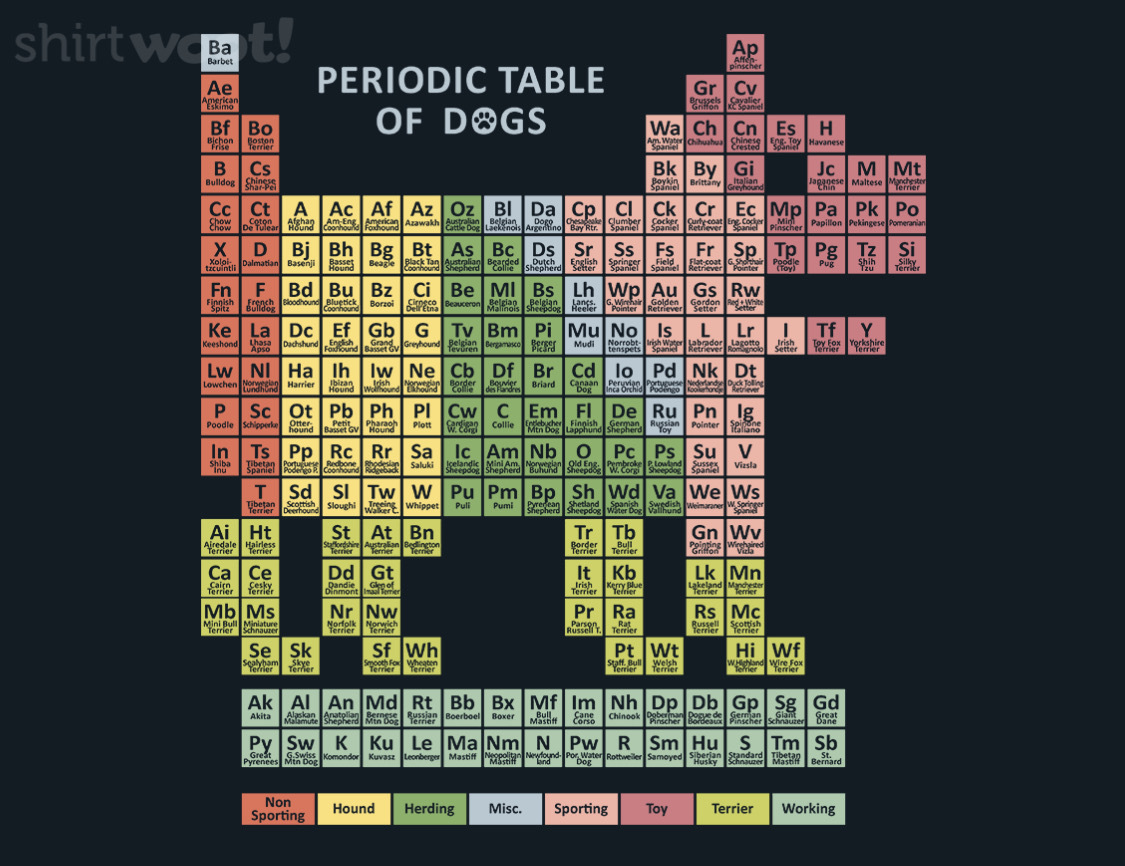 shirt woot!
PERIODIC TABLE
OF DOGS
Ba
Barbet
Ap
Affen-
pinscher
Ae
American
Eskimo
Gr
Brussels
Griffon
Cv
Cavalier
KC Spaniel
Bf
Bichon
Frise
Bo
Boston
Terrier
Wa
Am. Water
Spaniel
Ch
Chihuahua
Cn
Chinese
Crested
Es
Eng. Toy
Spaniel
H
Havanese
B
Bulldog
Cs
Chinese
Shar-Pei
Bk
Boykin
Spaniel
By
Brittany
Gi
Italian
Greyhound
Jc
Japanese
Chin
M
Maltese
Mt
Manchester
Terrier
Cc
Chow
Chow
Ct
Coton
De Tulear
A
Afghan
Hound
Ac
Am-Eng
Coonhound
Af
American
Foxhound
Az
Azawakh
Oz
Australian
Cattle Dog
Bl
Belgian
Laekenois
Da
Dogo
Argentino
Cp
Chesapeake
Bay Rtr.
Cl
Clumber
Spaniel
Ck
Cocker
Spaniel
Cr
Curly-coat
Retriever
Ec
Eng. Cocker
Spaniel
Mp
Mini
Pinscher
Pa
Papillon
Pk
Pekingese
Po
Pomeranian
X
Xoloi-
tzcuintli
D
Dalmatian
Bj
Basenji
Bh
Basset
Hound
Bg
Beagle
Bt
Black Tan
Coonhound
As
Australian
Shepherd
Bc
Bearded
Collie
Ds
Dutch
Shepherd
Sr
English
Setter
Ss
Springer
Spaniel
Fs
Field
Spaniel
Fr
Flat-coat
Retriever
Sp
G. Shorthair
Pointer
Tp
Poodle
(Toy)
Pg
Pug
Tz
Shih
Tzu
Si
Silky
Terrier
Fn
Finnish
Spitz
F
French
Bulldog
Bd
Bloodhound
Bu
Bluetick
Coonhound
Bz
Borzoi
Ci
Cirneco
Dell'Etna
Be
Beauceron
Ml
Belgian
Malinois
Bs
Belgian
Sheepdog
Lh
Lancs.
Heeler
Wp
G. Wirehair
Pointer
Au
Golden
Retriever
Gs
Gordon
Setter
Rw
Red + White
Setter
Ke
Keeshond
La
Lhasa
Apso
Dc
Dachshund
Ef
English
Foxhound
Gb
Grand
Basset GV
G
Greyhound
Tv
Belgian
Tevuren
Bm
Bergamasco
Pi
Berger
Picard
Mu
Mudi
No
Norrobt-
tenspets
Is
Irish Water
Spaniel
L
Labrador
Retriever
Lr
Lagotto
Romagnolo
I
Irish
Setter
Tf
Toy Fox
Terrier
Y
Yorkshire
Terrier
Lw
Lowchen
Nl
Norwegian
Lundhund
Ha
Harrier
Ih
Ibizan
Hound
Iw
Irish
Wolfhound
Ne
Norwegian
Elkhound
Cb
Border
Collie
Df
Bouvier
des Flandres
Br
Briard
Cd
Canaan
Dog
Io
Peruvian
Inca Orchid
Pd
Portuguese
Podengo
Nk
Nederlandse
Kooikerhondje
Dt
Duck Tolling
Retriever
P
Poodle
Sc
Schipperke
Ot
Otter-
hound
Pb
Petit
Basset GV
Ph
Pharaoh
Hound
Pl
Plott
Cw
Cardigan
W. Corgi
C
Collie
Em
Entlebucher
Mtn Dog
Fl
Finnish
Lapphund
De
German
Shepherd
Ru
Russian
Toy
Pn
Pointer
Ig
Spinone
Italiano
In
Shiba
Inu
Ts
Tibetan
Spaniel
Pp
Portuguese
Podengo P.
Rc
Redbone
Coonhound
Rr
Rhodesian
Ridgeback
Sa
Saluki
Ic
Icelandic
Sheepdog
Am
Mini Am.
Shepherd
Nb
Norwegian
Buhund
O
Old Eng.
Sheepdog
Pc
Pembroke
W. Corgi
Ps
P. Lowland
Sheepdog
Su
Sussex
Spaniel
V
Vizsla
T
Tibetan
Terrier
Sd
Scottish
Deerhound
Sl
Sloughi
Tw
Treeing
Walker C.
W
Whippet
Pu
Puli
Pm
Pumi
Bp
Pyrenean
Shepherd
Sh
Shetland
Sheepdog
Wd
Spanish
Water Dog
Va
Swedish
Vallhund
We
Weimaraner
Ws
W. Springer
Spaniel
Ai
Airedale
Terrier
Ht
Hairless
Terrier
St
Staffordshire
Terrier
At
Australian
Terrier
Bn
Bedlington
Terrier
Tr
Border
Terrier
Tb
Bull
Terrier
Gn
Pointing
Griffon
Wv
Wirehaired
Vizla
Ca
Cairn
Terrier
Ce
Cesky
Terrier
Dd
Dandie
Dinmont
Gt
Glen of
Imaal Terrier
It
Irish
Terrier
Kb
Kerry Blue
Terrier
Lk
Lakeland
Terrier
Mn
Manchester
Terrier
Mb
Mini Bull
Terrier
Ms
Miniature
Schnauzer
Nr
Norfolk
Terrier
Nw
Norwich
Terrier
Pr
Parson
Russell T.
Ra
Rat
Terrier
Rs
Russell
Terrier
Mc
Scottish
Terrier
Se
Sealyham
Terrier
Sk
Skye
Terrier
Sf
Smooth Fox
Terrier
Wh
Wheaten
Terrier
Pt
Staff. Bull
Terrier
Wt
Welsh
Terrier
Hi
W.Highland
Terrier
Wf
Wire Fox
Terrier
Ak
Akita
Al
Alaskan
Malamute
An
Anatolian
Shepherd
Md
Bernese
Mtn Dog
Rt
Russian
Terrier
Bb
Boerboel
Bx
Boxer
Mf
Bull
Mastiff
Im
Cane
Corso
Nh
Chinook
Dp
Doberman
Pinscher
Db
Dogue de
Bordeaux
Gp
German
Pinscher
Sg
Giant
Schnauzer
Gd
Great
Dane
Py
Great
Pyrenees
Sw
G.Swiss
Mtn Dog
K
Komondor
Ku
Kuvasz
Le
Leonberger
Ma
Mastiff
Nm
Neopolitan
Mastiff
N
Newfound-
land
Pw
Por. Water
Dog
R
Rottweiler
Sm
Samoyed
Hu
Siberian
Husky
S
Standard
Schnauzer
Tm
Tibetan
Mastiff
Sb
St.
Bernard
Non
Sporting
Hound
Herding
Misc.
Sporting
Toy
Terrier
Working